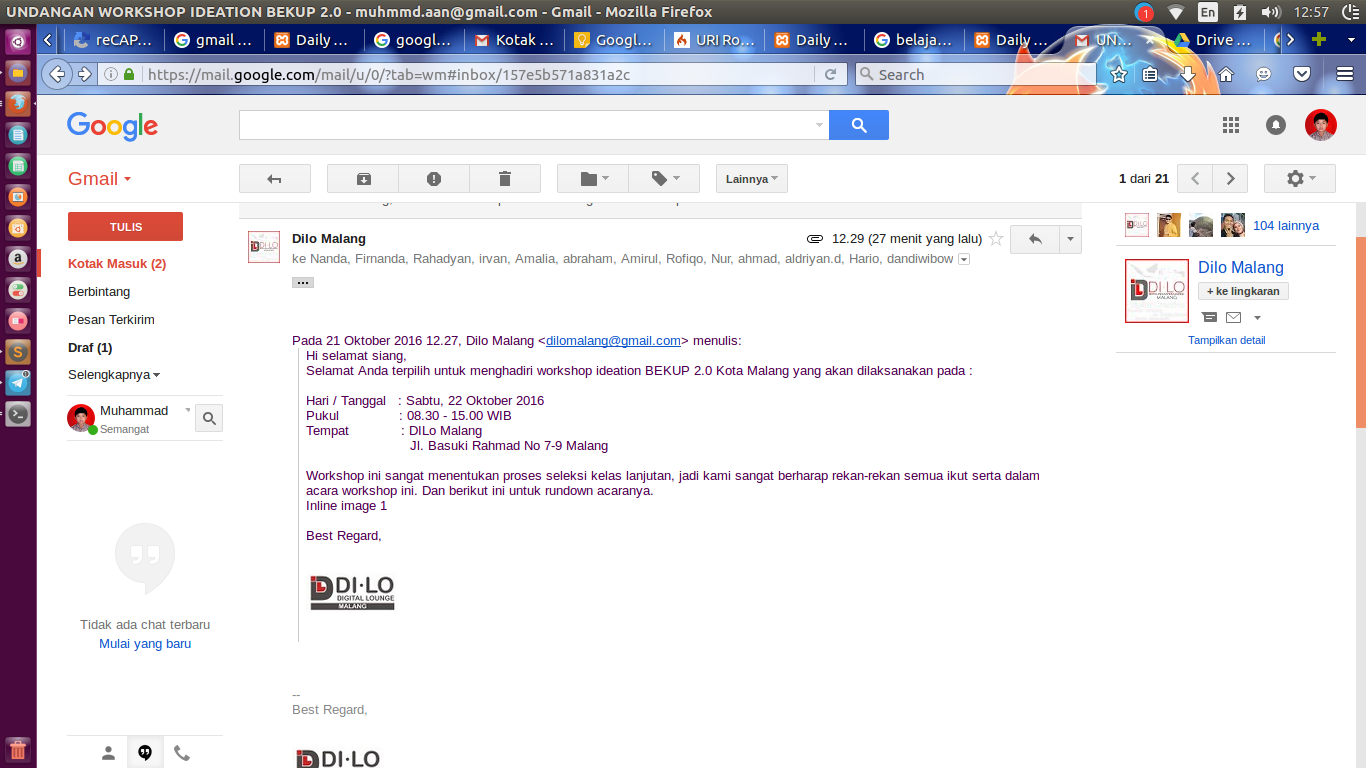 UNDANGAN WORKSHOP IDEATION BEKUP 2.0 - muhmmd.aan@gmail.com - Gmail - Mozilla Firefox
1 En 12:57
reCAP... gmail ... Daily ... googl... Kotak ... Googl... URI Ro... Daily ... belaja... Daily ... UN... Drive ...
https://mail.google.com/mail/u/0/?tab=wm#inbox/157e5b571a831a2c
Search
Google
Gmail
Lainnya
1 dari 21
TULIS
Kotak Masuk (2)
Berbintang
Pesan Terkirim
Draf (1)
Selengkapnya
Muhammad
Semangat
Tidak ada chat terbaru
Mulai yang baru
Dilo Malang
12.29 (27 menit yang lalu)
ke Nanda, Firnanda, Rahadyan, irvan, Amalia, abraham, Amirul, Rofiqo, Nur, ahmad, aldriyan.d, Hario, dandiwibow
Pada 21 Oktober 2016 12.27, Dilo Malang <dilomalang@gmail.com> menulis:
Hi selamat siang,
Selamat Anda terpilih untuk menghadiri workshop ideation BEKUP 2.0 Kota Malang yang akan dilaksanakan pada :
Hari / Tanggal : Sabtu, 22 Oktober 2016
Pukul : 08.30 - 15.00 WIB
Tempat : DILo Malang
Jl. Basuki Rahmad No 7-9 Malang
Workshop ini sangat menentukan proses seleksi kelas lanjutan, jadi kami sangat berharap rekan-rekan semua ikut serta dalam
acara workshop ini. Dan berikut ini untuk rundown acaranya.
Inline image 1
Best Regard,
DI·LO
DIGITAL LOUNGE
MALANG
--
Best Regard,
DI·LO
104 lainnya
Dilo Malang
+ ke lingkaran
Tampilkan detail